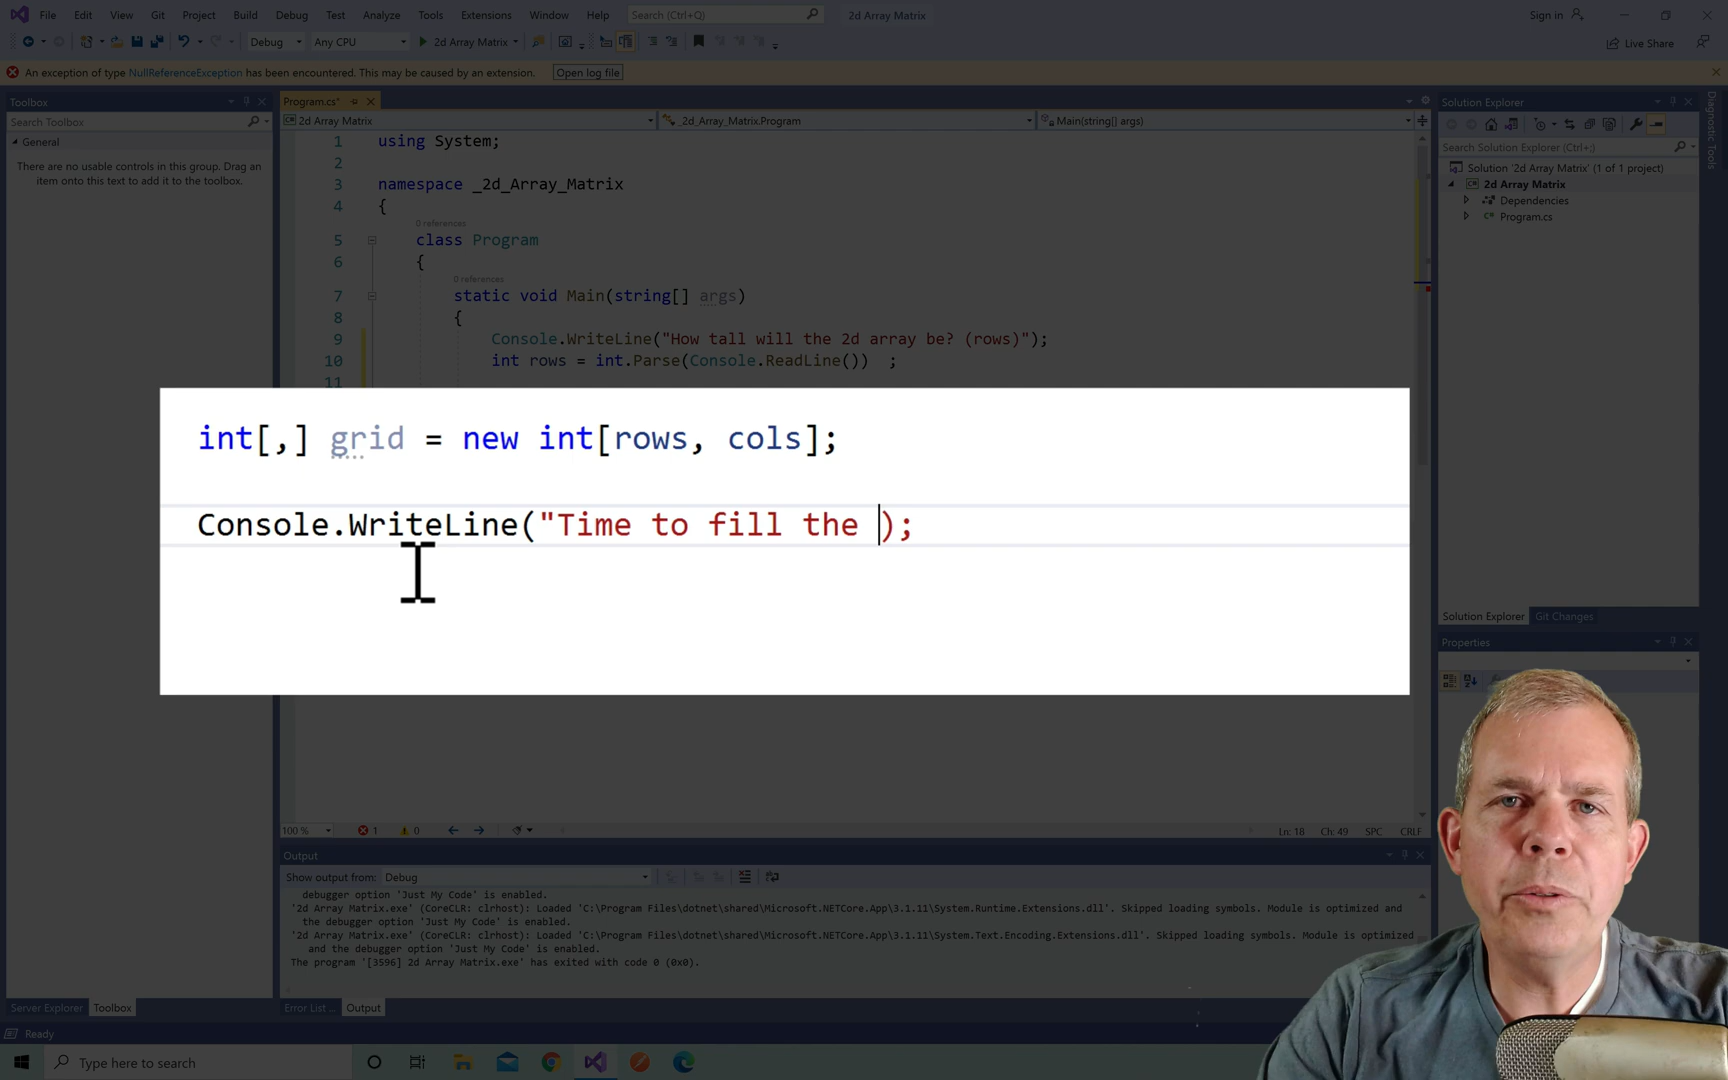 File Edit View Git Project Build Debug Test Analyze Tools Extensions Window Help Search (Ctrl+Q) 2d Array Matrix Sign in
Debug Any CPU 2d Array Matrix Live Share
An exception of type NullReferenceException has been encountered. This may be caused by an extension. Open log file
Toolbox
Search Toolbox
General
There are no usable controls in this group. Drag an
item onto this text to add it to the toolbox.
Program.cs*
2d Array Matrix _2d_Array_Matrix.Program Main(string[] args)
1 using System;
2
3 namespace _2d_Array_Matrix
4 {
0 references
5 class Program
6 {
0 references
7 static void Main(string[] args)
8 {
9 Console.WriteLine("How tall will the 2d array be? (rows)");
10 int rows = int.Parse(Console.ReadLine())  ;
11
int[,] grid = new int[rows, cols];
Console.WriteLine("Time to fill the );
100 % 1 0 Ln: 18 Ch: 49 SPC CRLF
Output
Show output from: Debug
debugger option 'Just My Code' is enabled.
'2d Array Matrix.exe' (CoreCLR: clrhost): Loaded 'C:\Program Files\dotnet\shared\Microsoft.NETCore.App\3.1.11\System.Runtime.Extensions.dll'. Skipped loading symbols. Module is optimized and
the debugger option 'Just My Code' is enabled.
'2d Array Matrix.exe' (CoreCLR: clrhost): Loaded 'C:\Program Files\dotnet\shared\Microsoft.NETCore.App\3.1.11\System.Text.Encoding.Extensions.dll'. Skipped loading symbols. Module is optimized
and the debugger option 'Just My Code' is enabled.
The program '[3596] 2d Array Matrix.exe' has exited with code 0 (0x0).
Server Explorer Toolbox
Error List ... Output
Solution Explorer
Search Solution Explorer (Ctrl+;)
Solution '2d Array Matrix' (1 of 1 project)
2d Array Matrix
Dependencies
Program.cs
Solution Explorer Git Changes
Properties
Diagnostic Tools
Ready
Type here to search